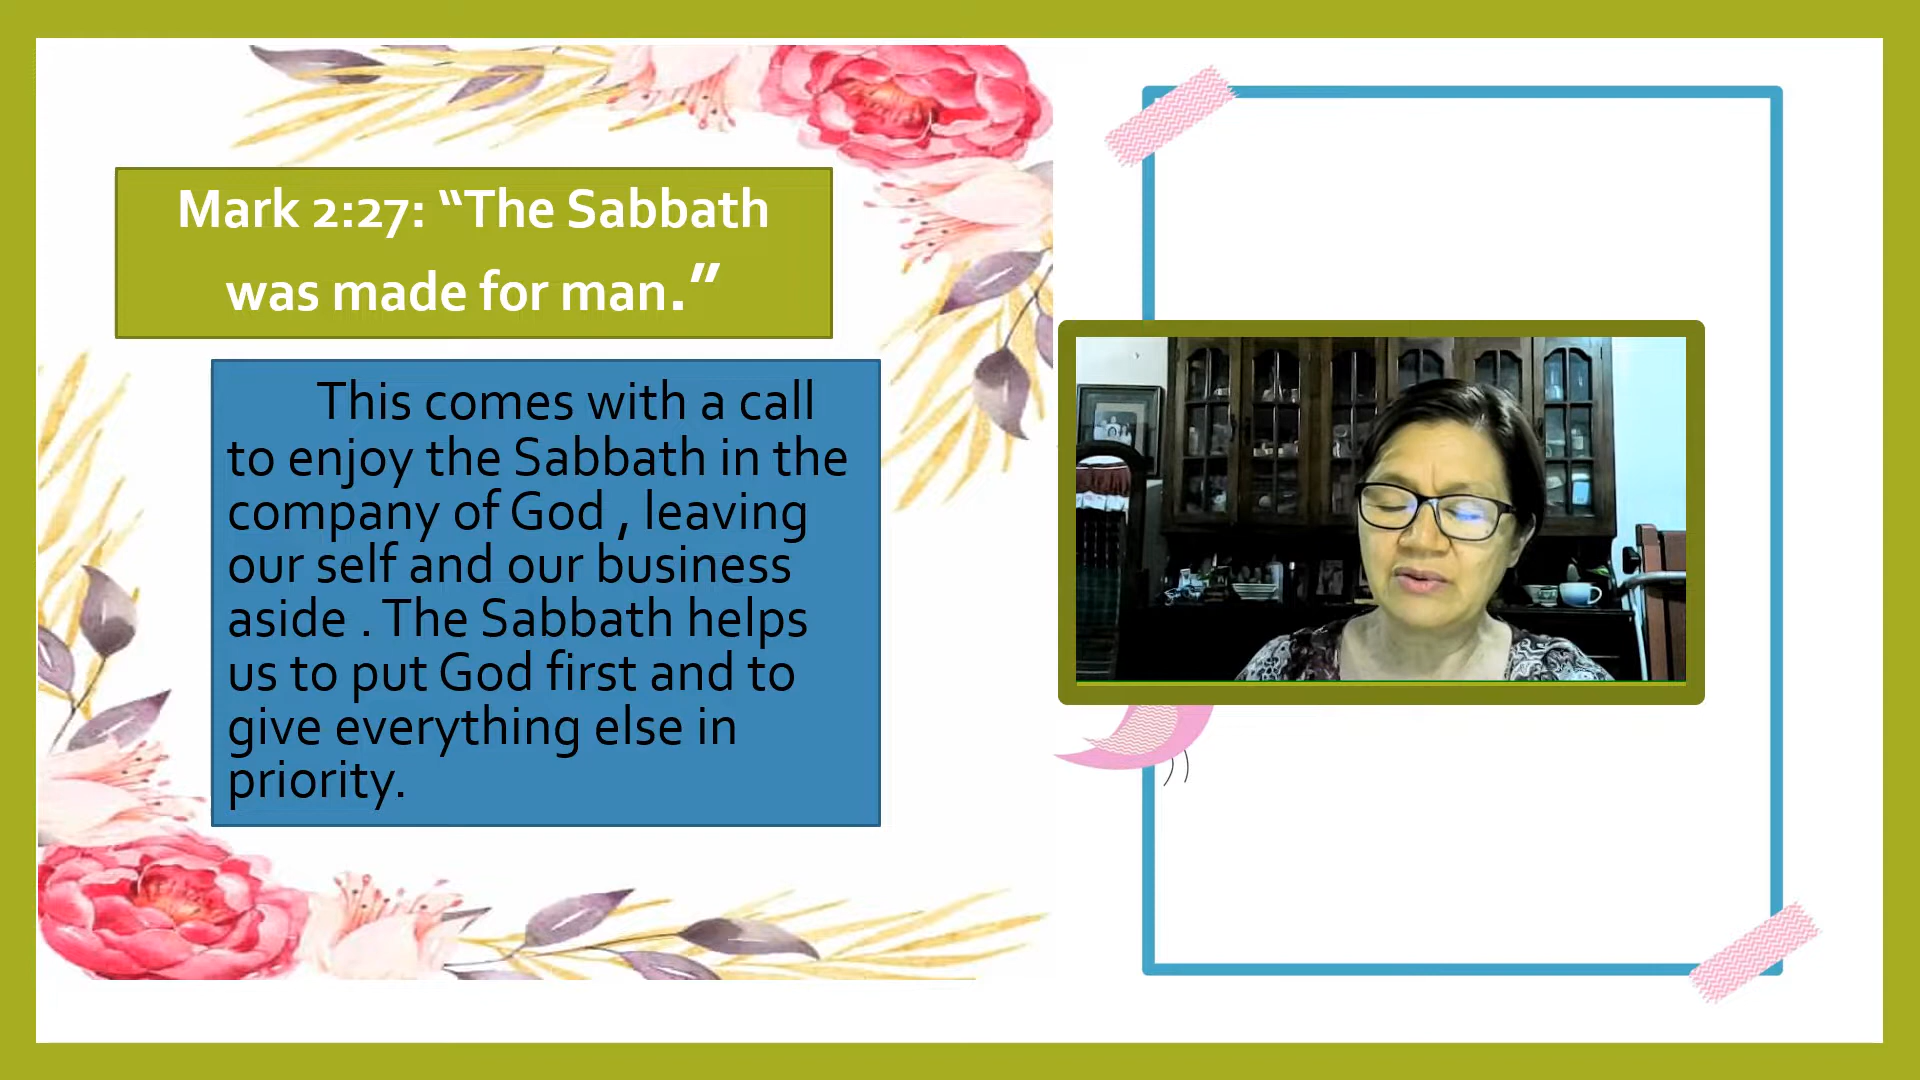 Mark 2:27: “The Sabbath
was made for man.”
This comes with a call
to enjoy the Sabbath in the
company of God , leaving
our self and our business
aside . The Sabbath helps
us to put God first and to
give everything else in
priority.